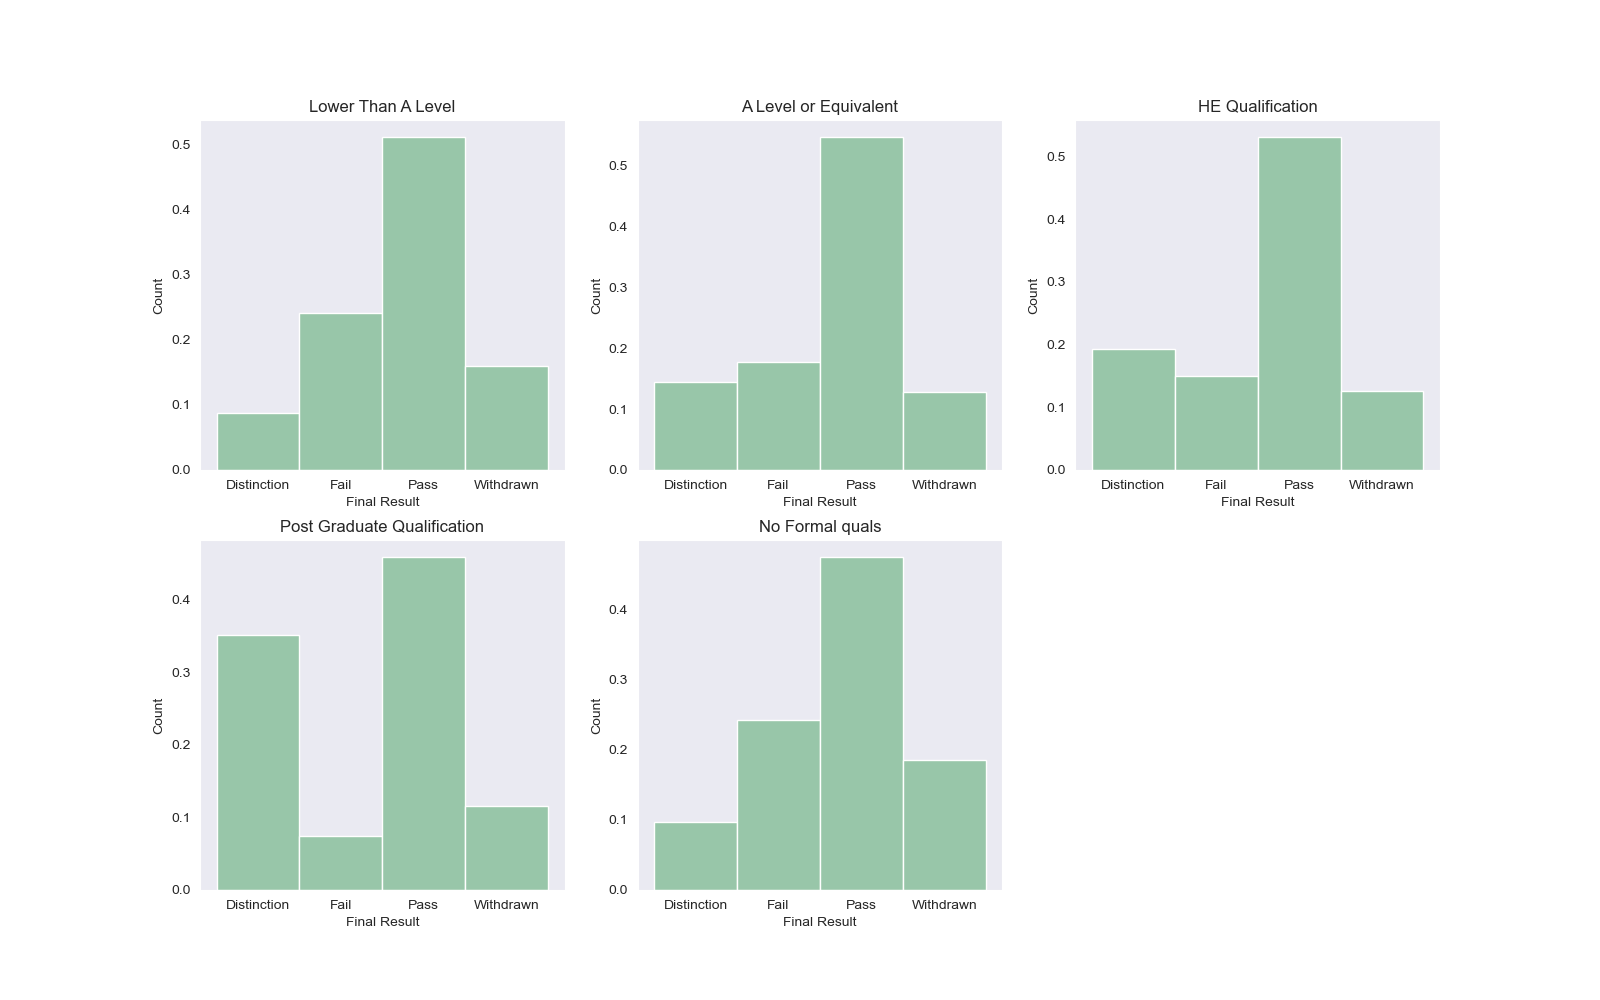 Lower Than A Level
0.5
0.4
0.3
0.2
0.1
0.0
Count
Distinction Fail Pass Withdrawn
Final Result
A Level or Equivalent
0.5
0.4
0.3
0.2
0.1
0.0
Count
Distinction Fail Pass Withdrawn
Final Result
HE Qualification
0.5
0.4
0.3
0.2
0.1
0.0
Count
Distinction Fail Pass Withdrawn
Final Result
Post Graduate Qualification
0.4
0.3
0.2
0.1
0.0
Count
Distinction Fail Pass Withdrawn
Final Result
No Formal quals
0.4
0.3
0.2
0.1
0.0
Count
Distinction Fail Pass Withdrawn
Final Result